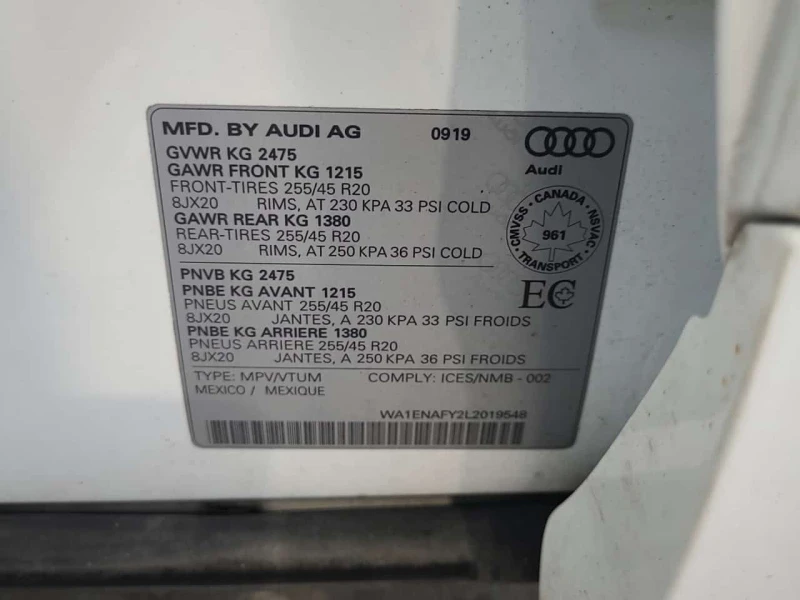 MFD. BY AUDI AG 0919
Audi
GVWR KG 2475
GAWR FRONT KG 1215
FRONT-TIRES 255/45 R20
8JX20 RIMS, AT 230 KPA 33 PSI COLD
GAWR REAR KG 1380
REAR-TIRES 255/45 R20
8JX20 RIMS, AT 250 KPA 36 PSI COLD
CMVSS - CANADA - NSVAC
961
TRANSPORT
PNVB KG 2475
PNBE KG AVANT 1215
PNEUS AVANT 255/45 R20
8JX20 JANTES, A 230 KPA 33 PSI FROIDS
PNBE KG ARRIERE 1380
PNEUS ARRIERE 255/45 R20
8JX20 JANTES, A 250 KPA 36 PSI FROIDS
EC
TYPE: MPV/VTUM COMPLY: ICES/NMB - 002
MEXICO / MEXIQUE
WA1ENAFY2L2019548